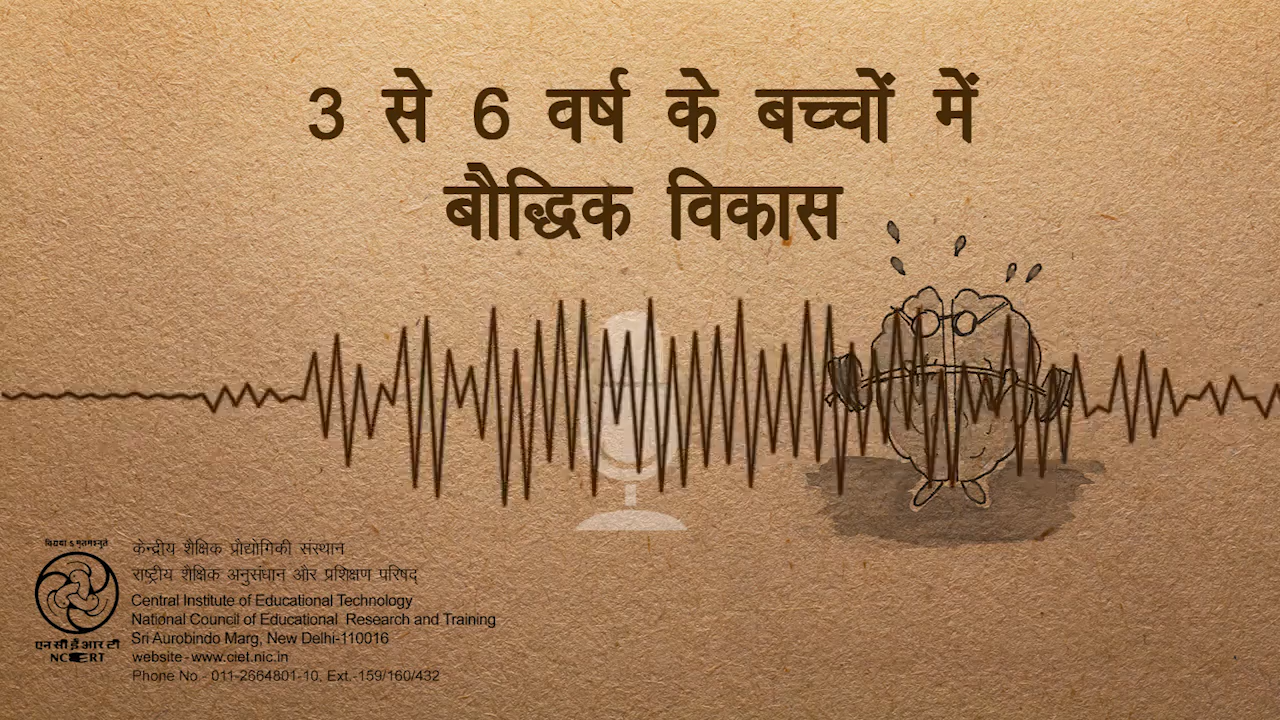 3 से 6 वर्ष के बच्चों में
बौद्धिक विकास
विद्यया ऽ मृतमश्नुते
एन सी ई आर टी
NCERT
केन्द्रीय शैक्षिक प्रौद्योगिकी संस्थान
राष्ट्रीय शैक्षिक अनुसंधान और प्रशिक्षण परिषद्
Central Institute of Educational Technology
National Council of Educational Research and Training
Sri Aurobindo Marg, New Delhi-110016
website - www.ciet.nic.in
Phone No.- 011-2664801-10, Ext.-159/160/432